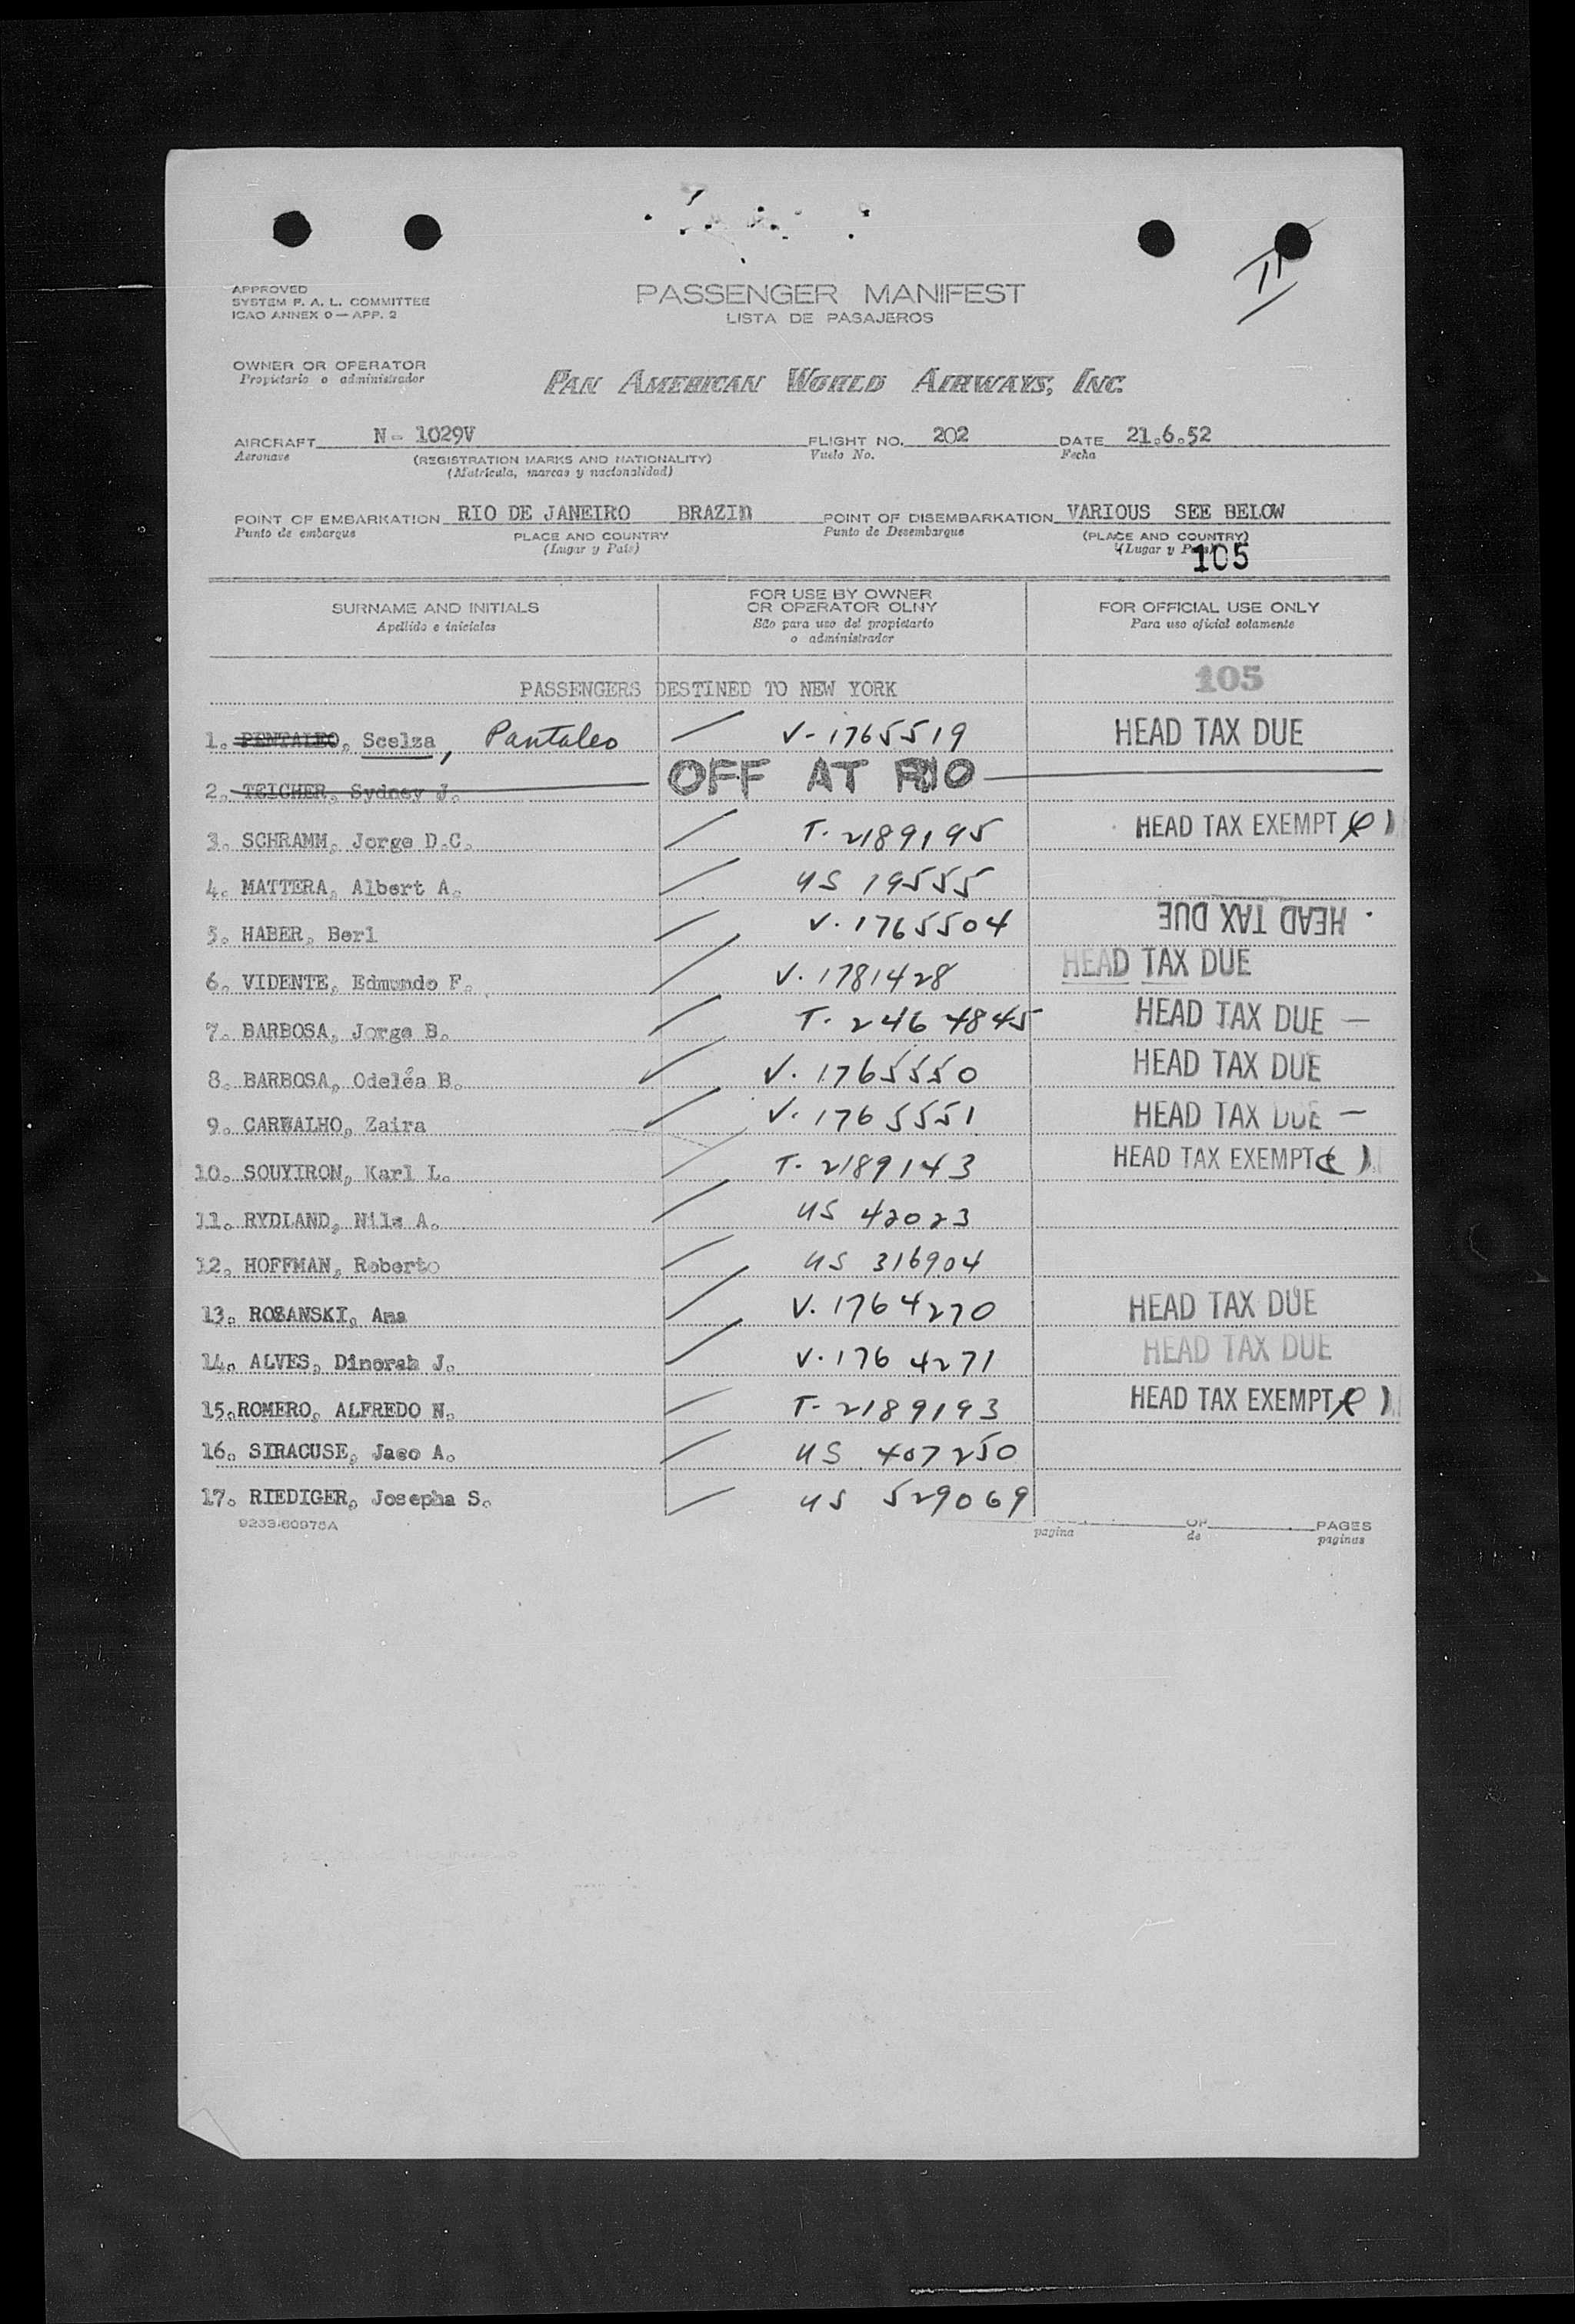 APPROVED
SYSTEM F. A. L. COMMITTEE
ICAO ANNEX 9 — APP. 2
PASSENGER MANIFEST
LISTA DE PASAJEROS
II
OWNER OR OPERATOR
Propietario o administrador
PAN AMERICAN WORLD AIRWAYS, INC.
AIRCRAFT N- 1029V FLIGHT NO. 202 DATE 21.6.52
Aeronave (REGISTRATION MARKS AND NATIONALITY) Vuelo No. Fecha
(Matrícula, marcas y nacionalidad)
POINT OF EMBARKATION RIO DE JANEIRO BRAZIL POINT OF DISEMBARKATION VARIOUS SEE BELOW
Punto de embarque PLACE AND COUNTRY Punto de Desembarque (PLACE AND COUNTRY)
(Lugar y País) (Lugar y País)
105
SURNAME AND INITIALS FOR USE BY OWNER OR OPERATOR OLNY FOR OFFICIAL USE ONLY
Apellido e iniciales São para uso del propietario o administrador Para uso oficial solamente
PASSENGERS DESTINED TO NEW YORK 105
1. PENTALEO, Scelza, Pantaleo V-1765519 HEAD TAX DUE
2. TEICHER, Sydney J. OFF AT RIO
3. SCHRAMM, Jorge D.C. T. 2189195 HEAD TAX EXEMPT
4. MATTERA, Albert A. US 19555
5. HABER, Berl V. 1765504 HEAD TAX DUE
6. VIDENTE, Edmundo F. V. 1781428 HEAD TAX DUE
7. BARBOSA, Jorge B. T. 2464845 HEAD TAX DUE —
8. BARBOSA, Odeléa B. V. 1765550 HEAD TAX DUE
9. CARWALHO, Zaira V. 1765551 HEAD TAX DUE —
10. SOUYIRON, Karl L. T. 2189143 HEAD TAX EXEMPT
11. RYDLAND, Nils A. US 42023
12. HOFFMAN, Roberto US 316904
13. ROZANSKI, Ana V. 1764270 HEAD TAX DUE
14. ALVES, Dinorah J. V. 1764271 HEAD TAX DUE
15. ROMERO, ALFREDO N. T- 2189193 HEAD TAX EXEMPT
16. SIRACUSE, Jaso A. US 407250
17. RIEDIGER, Josepha S. US 529069
9233-60975A
OF PAGES
pagina de paginas